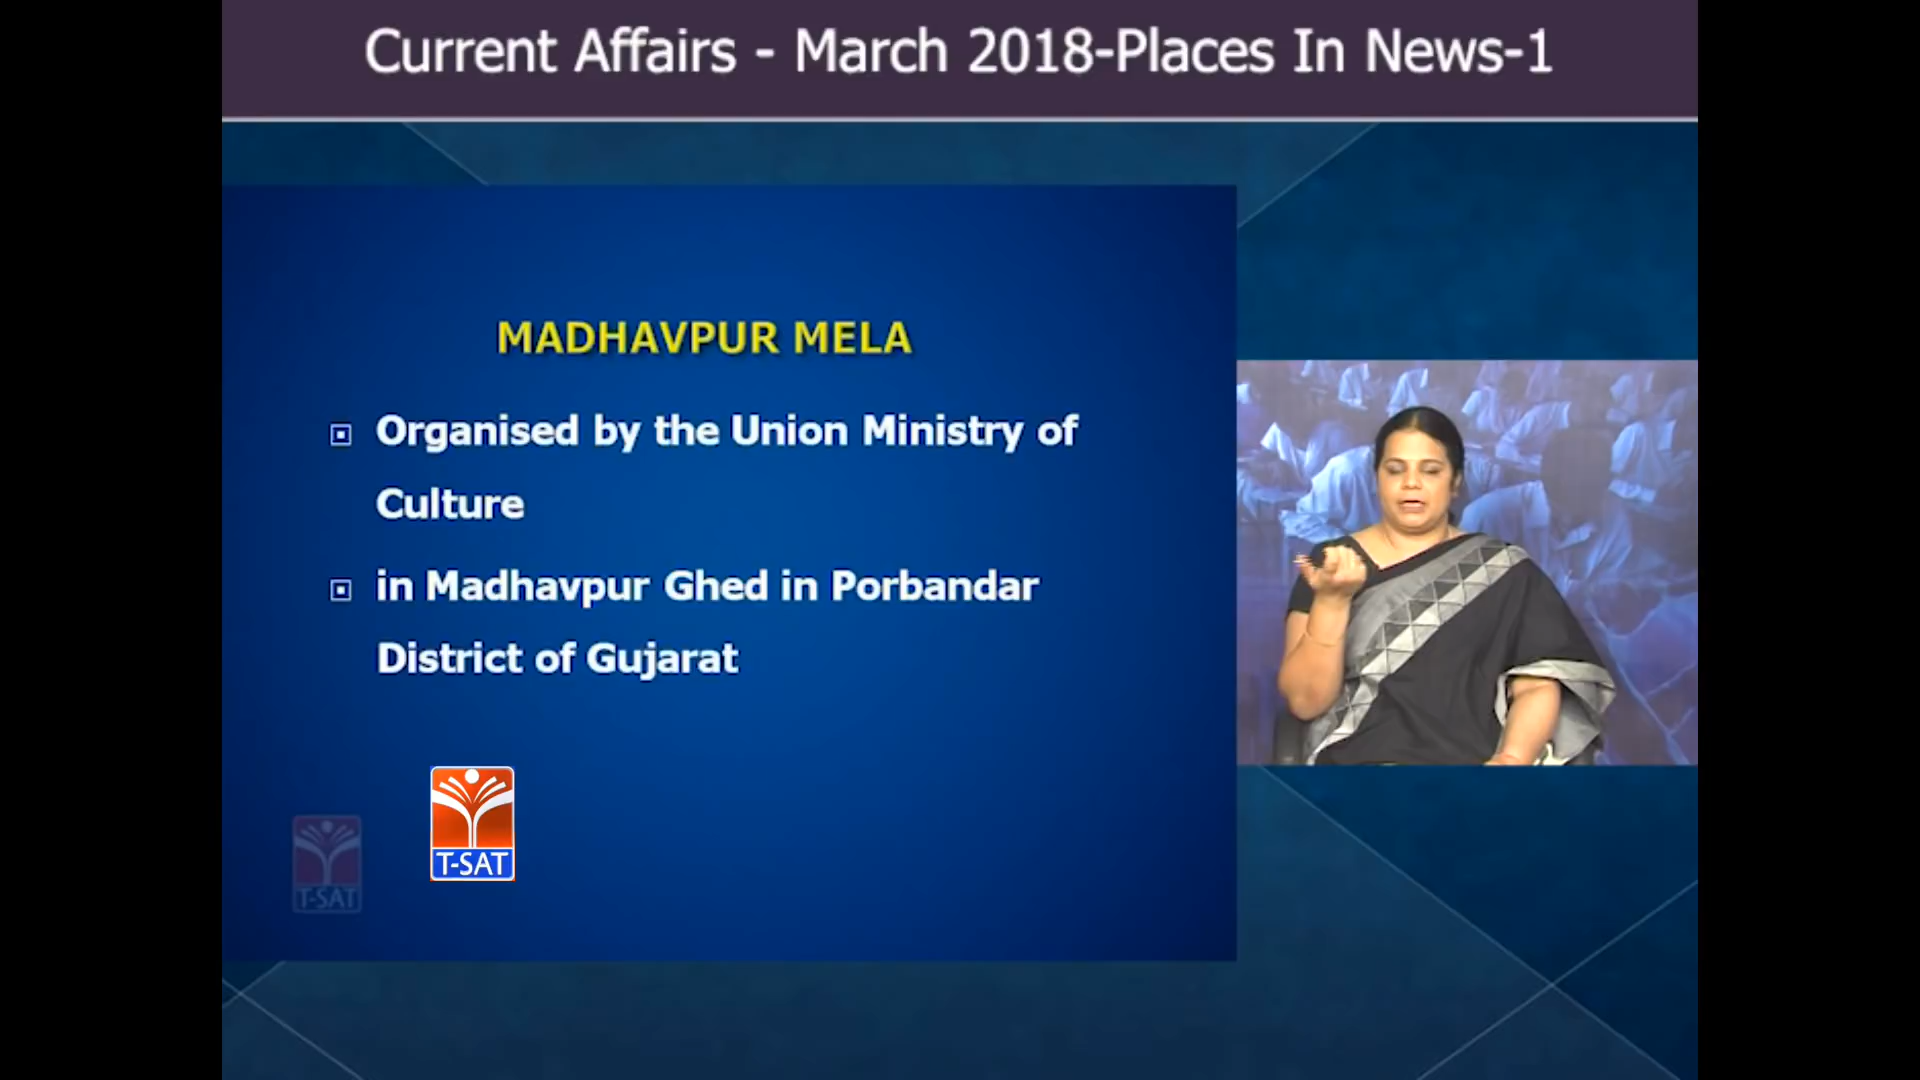 Current Affairs - March 2018-Places In News-1
MADHAVPUR MELA
Organised by the Union Ministry of
Culture
in Madhavpur Ghed in Porbandar
District of Gujarat
T-SAT
T-SAT